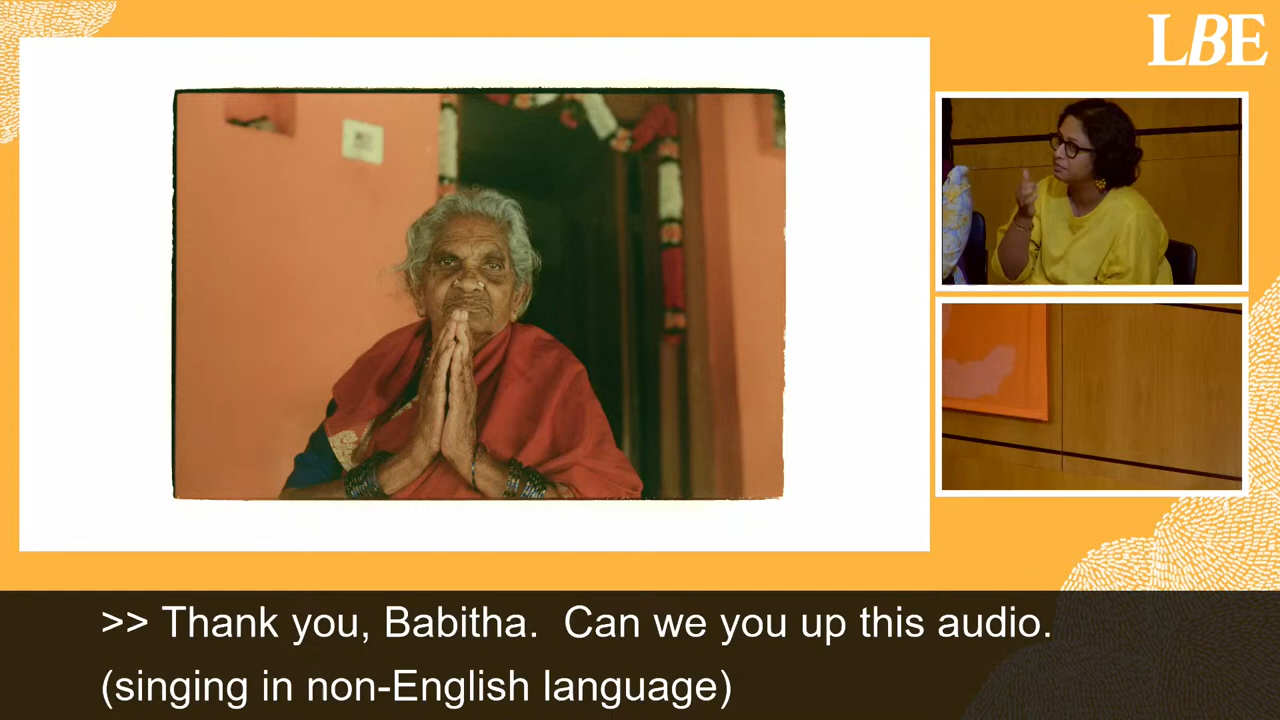 LBE
>> Thank you, Babitha.  Can we you up this audio.
(singing in non-English language)